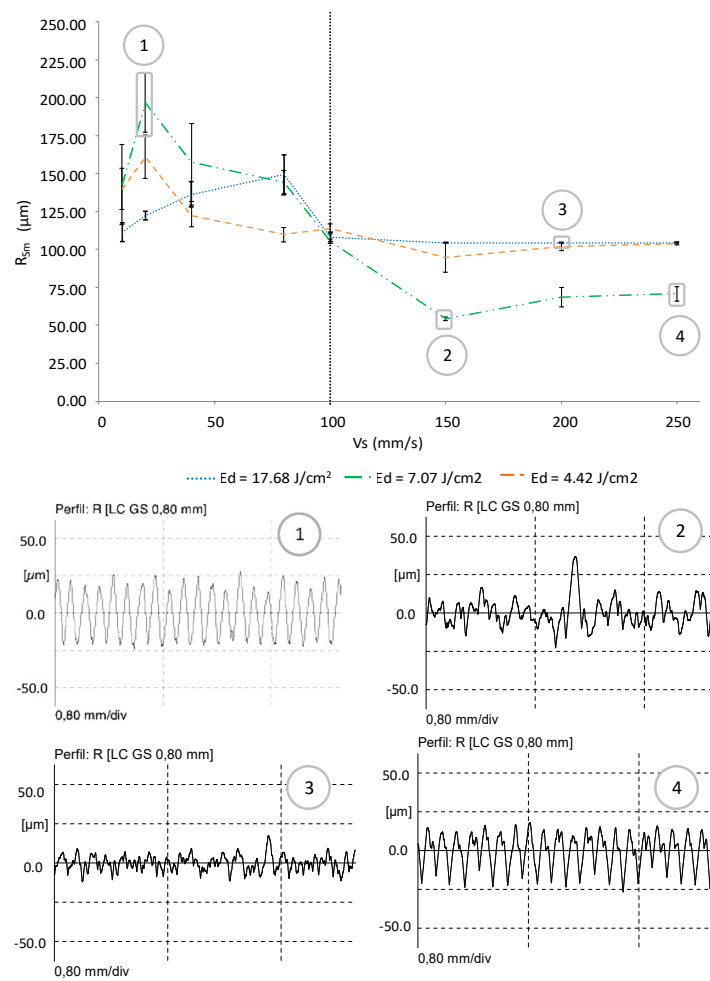 250.00
225.00
200.00
175.00
150.00
125.00
100.00
75.00
50.00
25.00
0.00
R_Sm (µm)
0 50 100 150 200 250
Vs (mm/s)
1
2
3
4
Ed = 17.68 J/cm² Ed = 7.07 J/cm2 Ed = 4.42 J/cm2
Perfil: R [LC GS 0,80 mm]
1
50.0
[µm]
0.0
-50.0
0,80 mm/div
Perfil: R [LC GS 0,80 mm]
2
50.0
[µm]
0.0
-50.0
0,80 mm/div
Perfil: R [LC GS 0,80 mm]
3
50.0
[µm]
0.0
-50.0
0,80 mm/div
Perfil: R [LC GS 0,80 mm]
4
50.0
[µm]
0.0
-50.0
0,80 mm/div